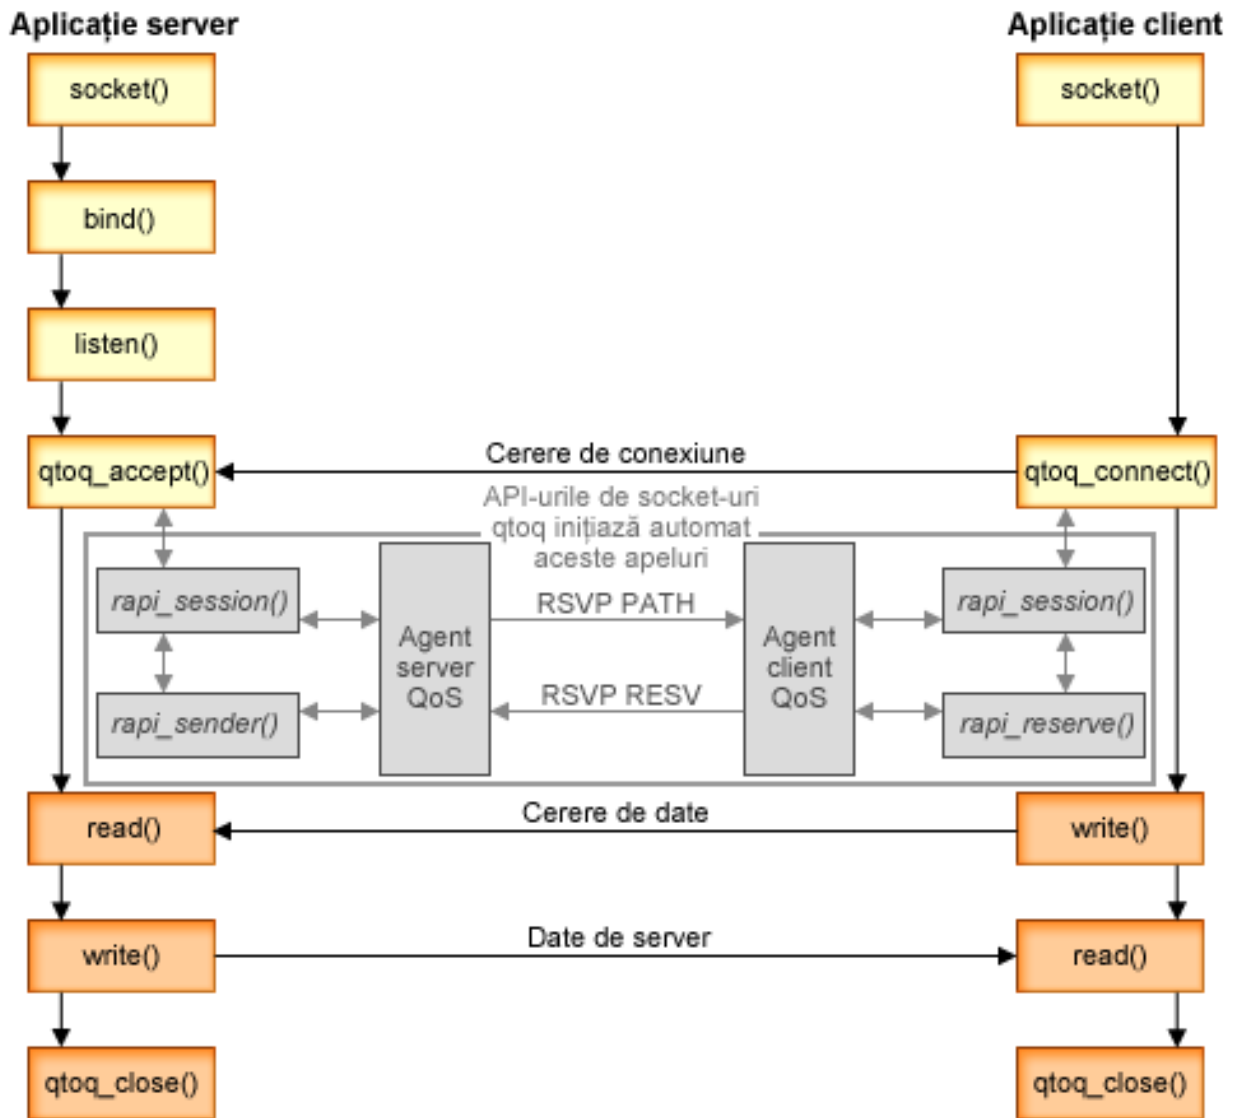 Aplicație server
Aplicație client
socket()
socket()
bind()
listen()
qtoq_accept()
Cerere de conexiune
qtoq_connect()
API-urile de socket-uri
qtoq inițiază automat
aceste apeluri
rapi_session()
RSVP PATH
rapi_session()
Agent
server
QoS
Agent
client
QoS
rapi_sender()
RSVP RESV
rapi_reserve()
read()
Cerere de date
write()
write()
Date de server
read()
qtoq_close()
qtoq_close()